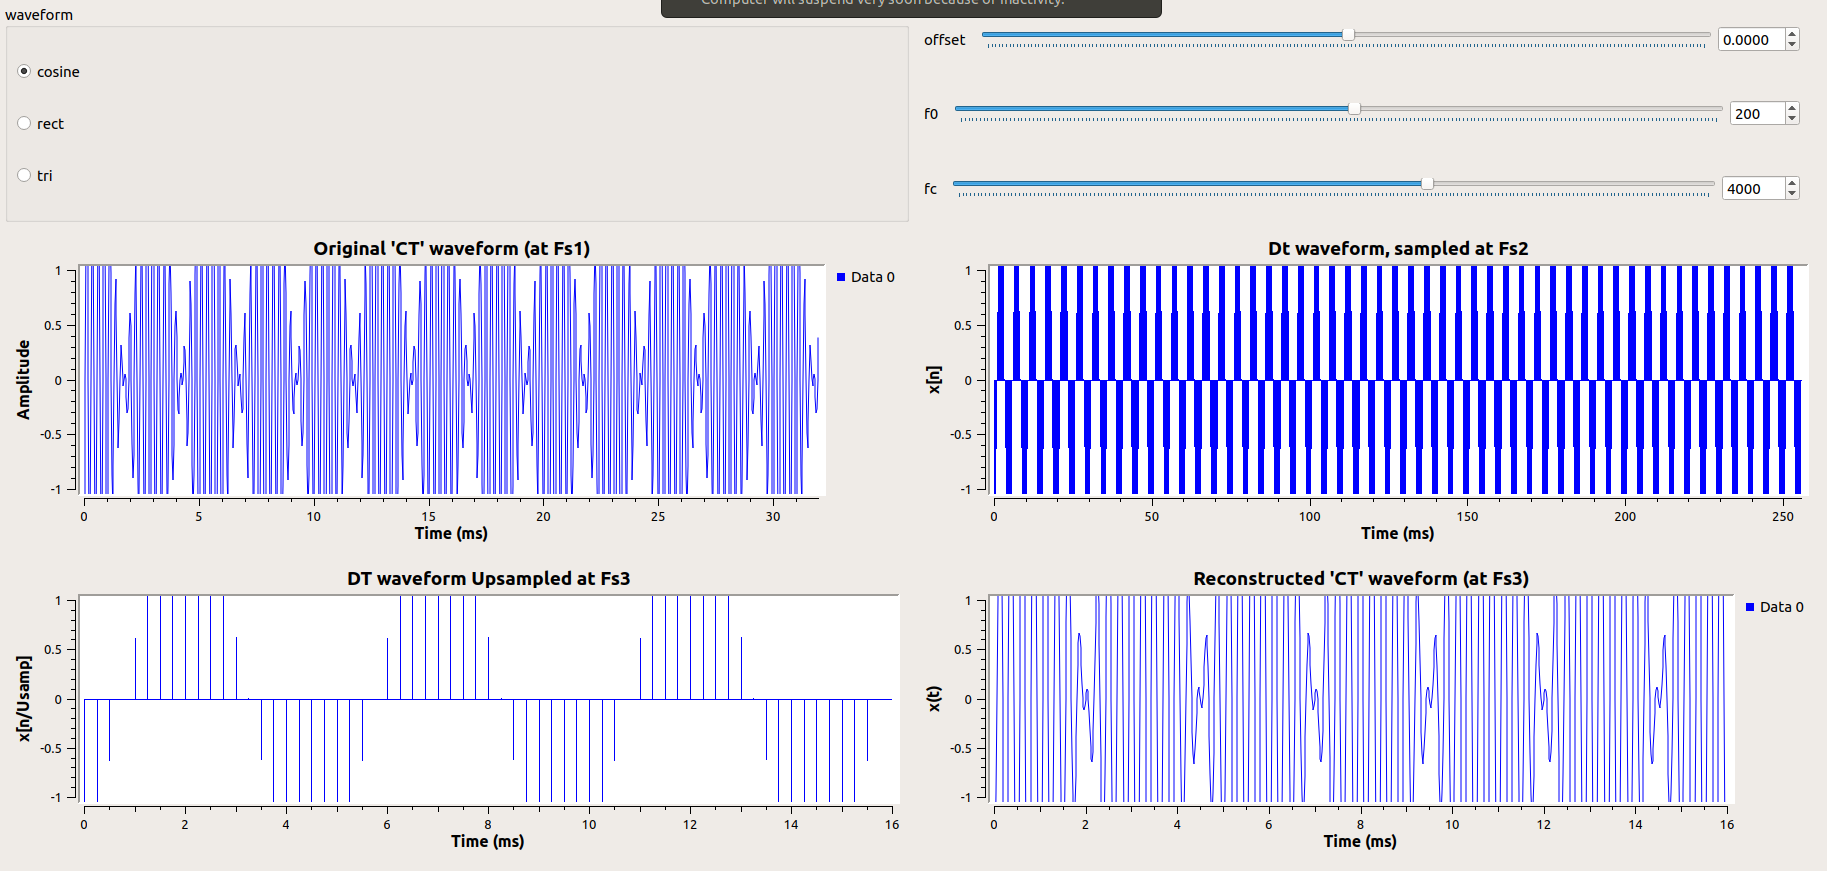 Computer will suspend very soon because of inactivity.
waveform
cosine
rect
tri
offset
0.0000
f0
200
fc
4000
Original 'CT' waveform (at Fs1)
Data 0
Amplitude
1
0.5
0
-0.5
-1
0 5 10 15 20 25 30
Time (ms)
Dt waveform, sampled at Fs2
x[n]
1
0.5
0
-0.5
-1
0 50 100 150 200 250
Time (ms)
DT waveform Upsampled at Fs3
x[n/Usamp]
1
0.5
0
-0.5
-1
0 2 4 6 8 10 12 14 16
Time (ms)
Reconstructed 'CT' waveform (at Fs3)
Data 0
x(t)
1
0.5
0
-0.5
-1
0 2 4 6 8 10 12 14 16
Time (ms)